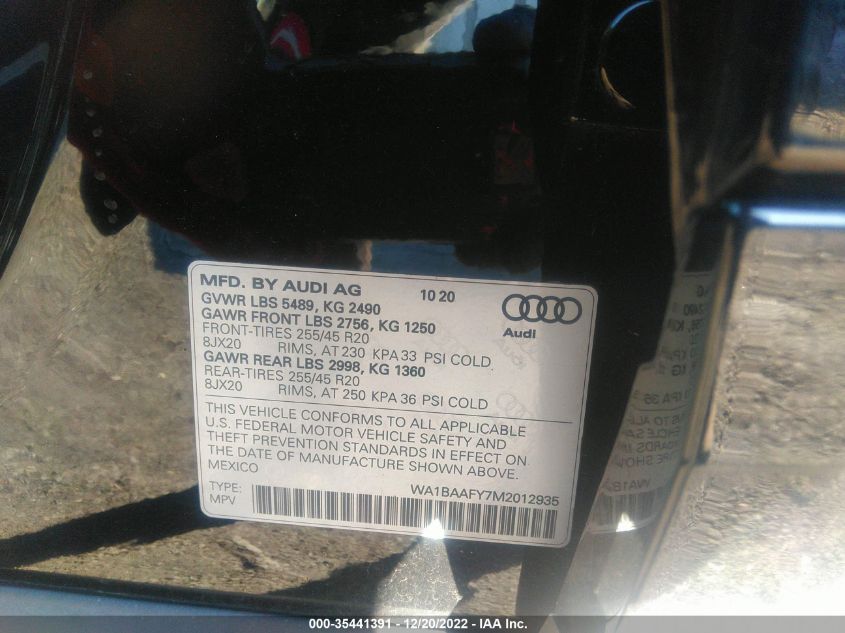 MFD. BY AUDI AG 10 20
GVWR LBS 5489, KG 2490
GAWR FRONT LBS 2756, KG 1250
FRONT-TIRES 255/45 R20
8JX20 RIMS, AT 230 KPA 33 PSI COLD
GAWR REAR LBS 2998, KG 1360
REAR-TIRES 255/45 R20
8JX20 RIMS, AT 250 KPA 36 PSI COLD
Audi
THIS VEHICLE CONFORMS TO ALL APPLICABLE
U.S. FEDERAL MOTOR VEHICLE SAFETY AND
THEFT PREVENTION STANDARDS IN EFFECT ON
THE DATE OF MANUFACTURE SHOWN ABOVE.
MEXICO
TYPE: WA1BAAFY7M2012935
MPV
000-35441391 - 12/20/2022 - IAA Inc.